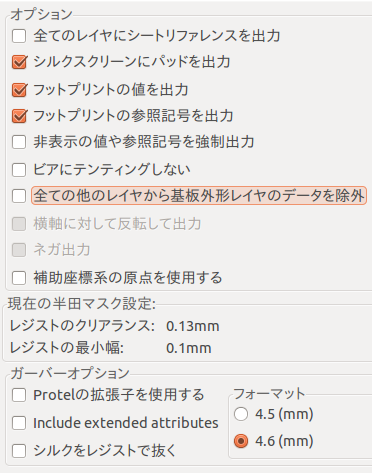 オプション
全てのレイヤにシートリファレンスを出力
シルクスクリーンにパッドを出力
フットプリントの値を出力
フットプリントの参照記号を出力
非表示の値や参照記号を強制出力
ビアにテンティングしない
全ての他のレイヤから基板外形レイヤのデータを除外
横軸に対して反転して出力
ネガ出力
補助座標系の原点を使用する
現在の半田マスク設定:
レジストのクリアランス: 0.13mm
レジストの最小幅: 0.1mm
ガーバーオプション
Protelの拡張子を使用する
Include extended attributes
シルクをレジストで抜く
フォーマット
4.5 (mm)
4.6 (mm)